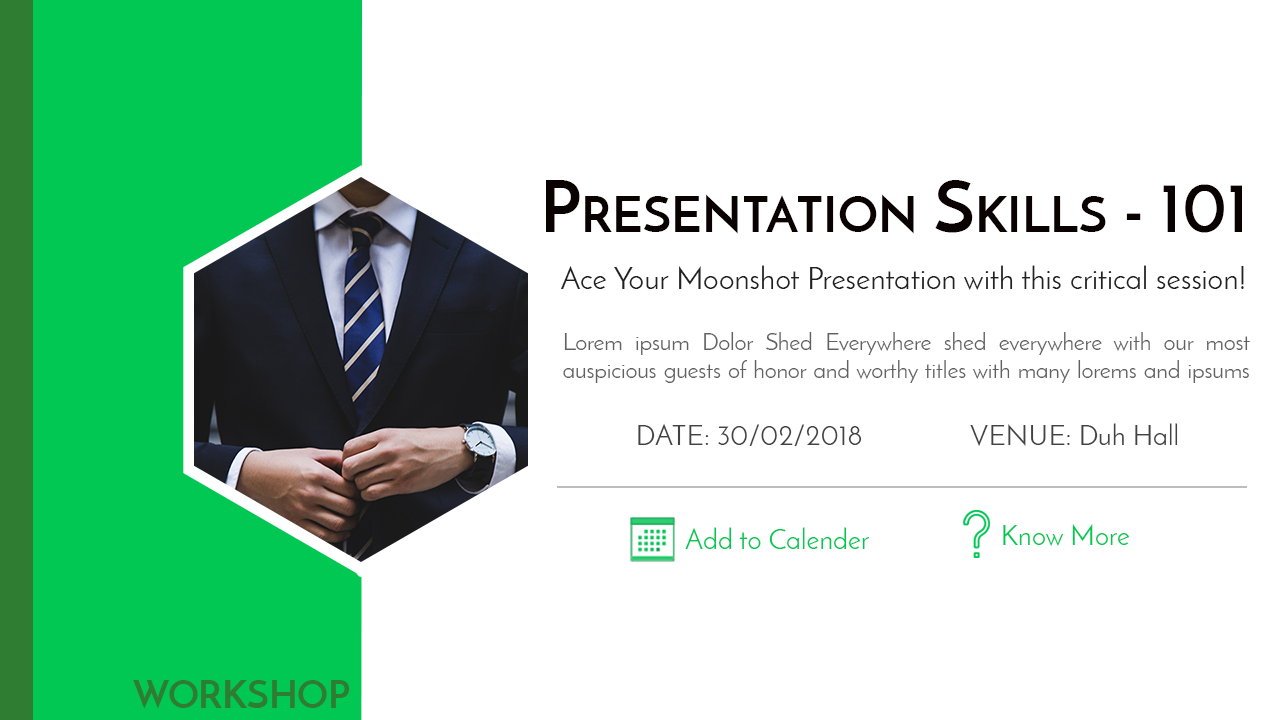 Presentation Skills - 101
Ace Your Moonshot Presentation with this critical session!
Lorem ipsum Dolor Shed Everywhere shed everywhere with our most
auspicious guests of honor and worthy titles with many lorems and ipsums
DATE: 30/02/2018 VENUE: Duh Hall
Add to Calender Know More
WORKSHOP